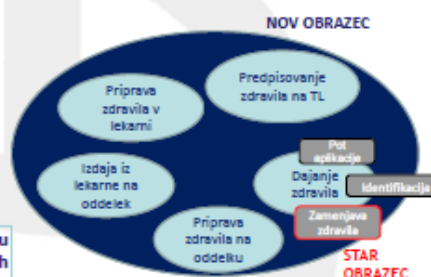 NOV OBRAZEC
Predpisovanje
zdravila na TL
Priprava
zdravila v
lekarni
Pot
aplikacije
Izdaja iz
lekarne na
oddelek
Dajanje
zdravila
Identifikacija
Zamenjava
zdravila
Priprava
zdravila na
oddelku
u
h
STAR
OBRAZEC